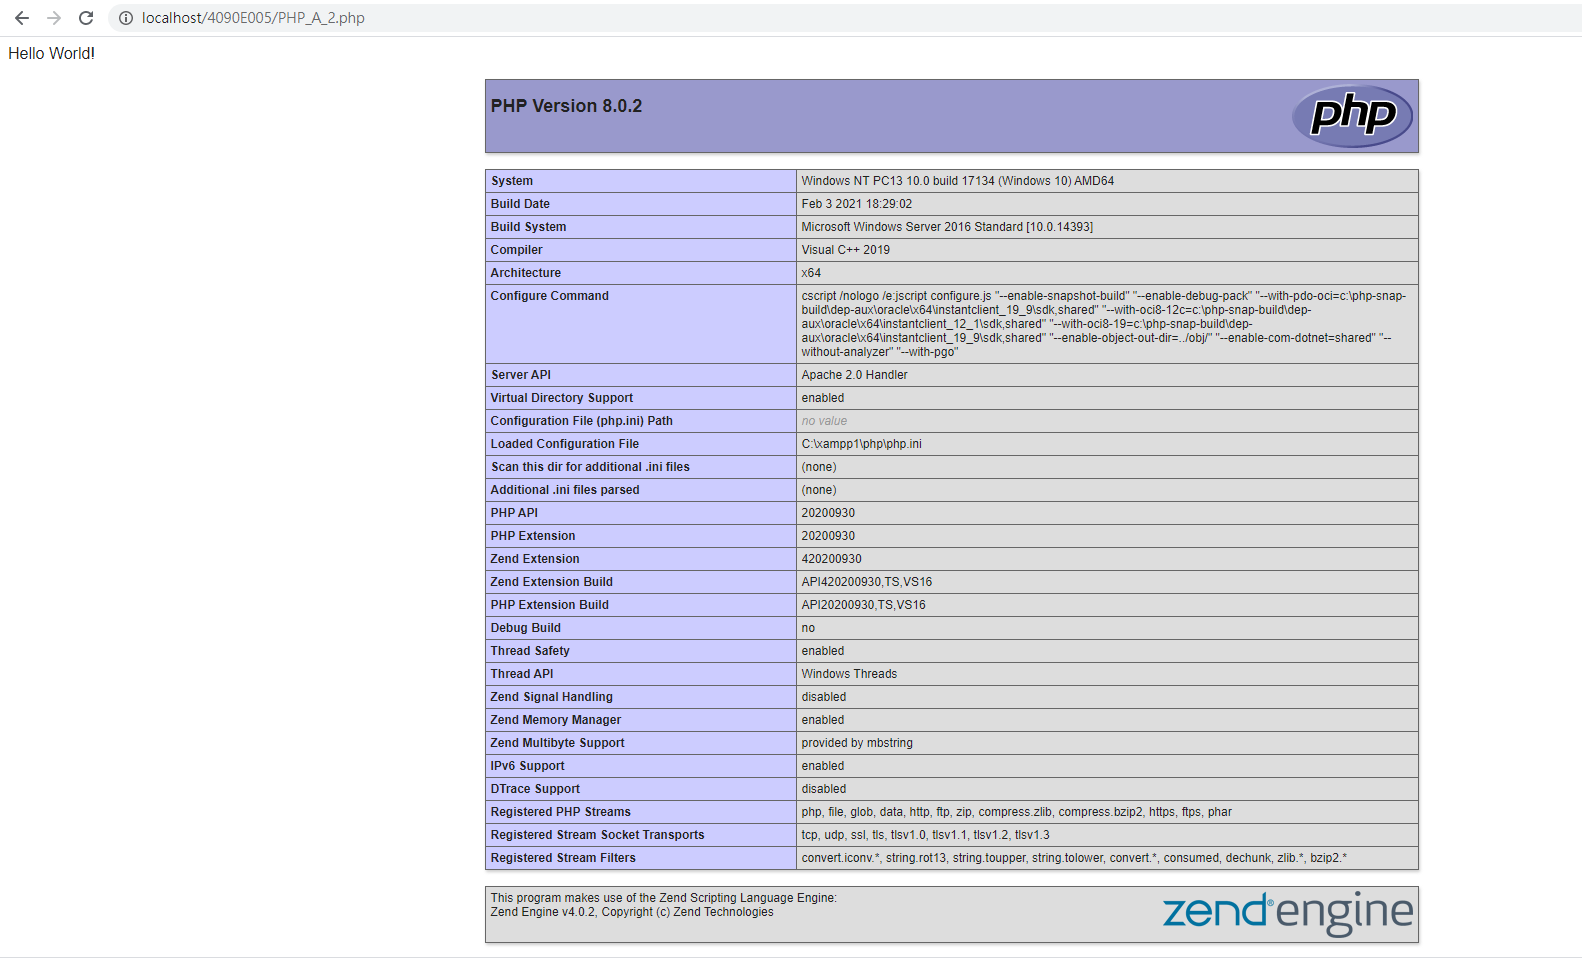 localhost/4090E005/PHP_A_2.php
Hello World!
PHP Version 8.0.2
php
System Windows NT PC13 10.0 build 17134 (Windows 10) AMD64
Build Date Feb 3 2021 18:29:02
Build System Microsoft Windows Server 2016 Standard [10.0.14393]
Compiler Visual C++ 2019
Architecture x64
Configure Command cscript /nologo /e:jscript configure.js "--enable-snapshot-build" "--enable-debug-pack" "--with-pdo-oci=c:\php-snap-
build\dep-aux\oracle\x64\instantclient_19_9\sdk,shared" "--with-oci8-12c=c:\php-snap-build\dep-
aux\oracle\x64\instantclient_12_1\sdk,shared" "--with-oci8-19=c:\php-snap-build\dep-
aux\oracle\x64\instantclient_19_9\sdk,shared" "--enable-object-out-dir=../obj/" "--enable-com-dotnet=shared" "--
without-analyzer" "--with-pgo"
Server API Apache 2.0 Handler
Virtual Directory Support enabled
Configuration File (php.ini) Path no value
Loaded Configuration File C:\xampp1\php\php.ini
Scan this dir for additional .ini files (none)
Additional .ini files parsed (none)
PHP API 20200930
PHP Extension 20200930
Zend Extension 420200930
Zend Extension Build API420200930,TS,VS16
PHP Extension Build API20200930,TS,VS16
Debug Build no
Thread Safety enabled
Thread API Windows Threads
Zend Signal Handling disabled
Zend Memory Manager enabled
Zend Multibyte Support provided by mbstring
IPv6 Support enabled
DTrace Support disabled
Registered PHP Streams php, file, glob, data, http, ftp, zip, compress.zlib, compress.bzip2, https, ftps, phar
Registered Stream Socket Transports tcp, udp, ssl, tls, tlsv1.0, tlsv1.1, tlsv1.2, tlsv1.3
Registered Stream Filters convert.iconv.*, string.rot13, string.toupper, string.tolower, convert.*, consumed, dechunk, zlib.*, bzip2.*
This program makes use of the Zend Scripting Language Engine:
Zend Engine v4.0.2, Copyright (c) Zend Technologies
zend® engine